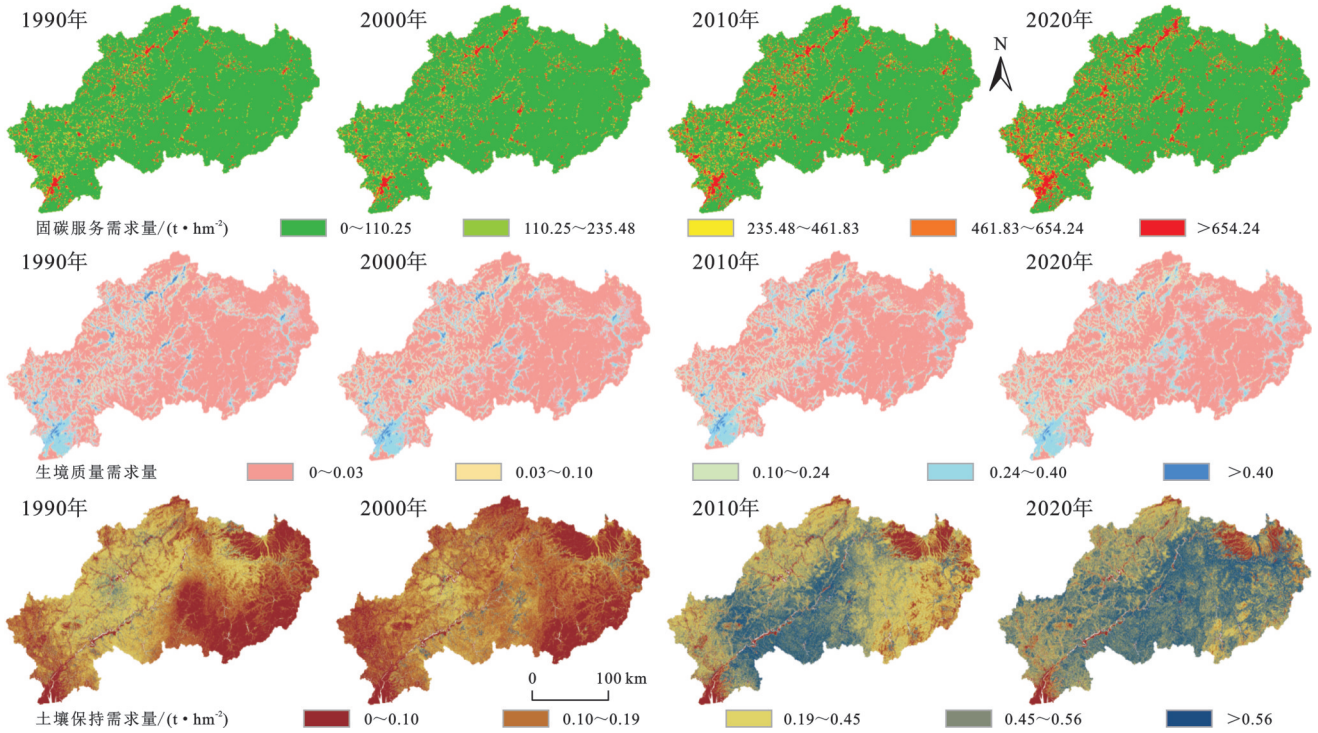 1990年 2000年 2010年 2020年
N
固碳服务需求量/(t·hm⁻²) 0～110.25 110.25～235.48 235.48～461.83 461.83～654.24 ＞654.24
1990年 2000年 2010年 2020年
生境质量需求量 0～0.03 0.03～0.10 0.10～0.24 0.24～0.40 ＞0.40
1990年 2000年 2010年 2020年
0 100 km
土壤保持需求量/(t·hm⁻²) 0～0.10 0.10～0.19 0.19～0.45 0.45～0.56 ＞0.56